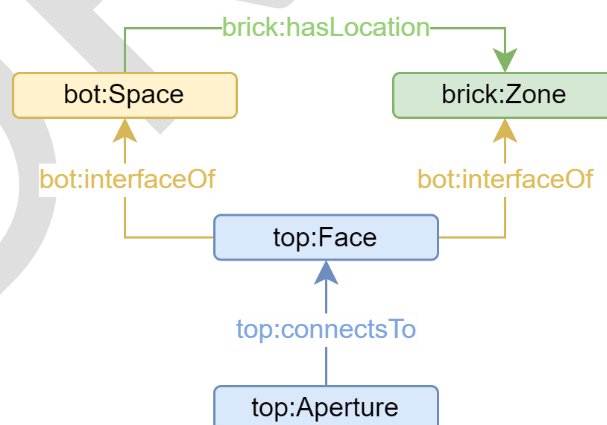 brick:hasLocation
bot:Space
brick:Zone
bot:interfaceOf
bot:interfaceOf
top:Face
top:connectsTo
top:Aperture